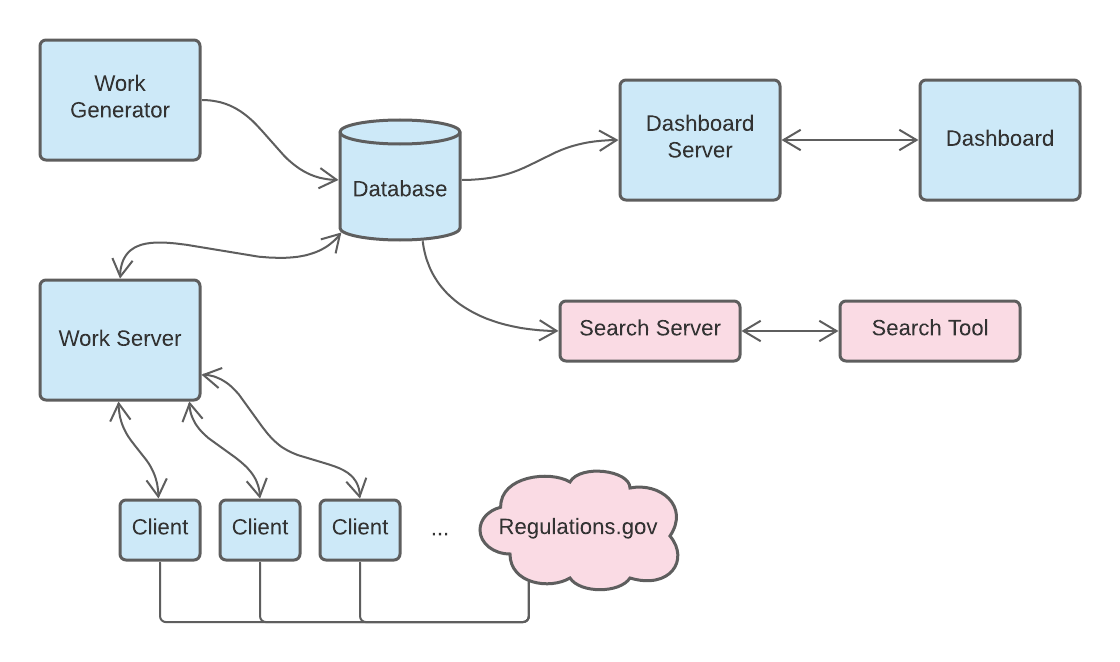 Work
Generator
Database
Dashboard
Server
Dashboard
Work Server
Search Server
Search Tool
Client
Client
Client
...
Regulations.gov